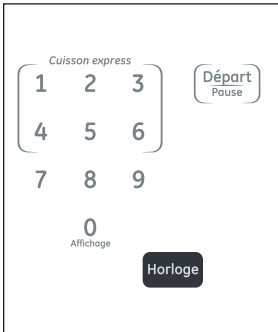 Cuisson express
1 2 3
Départ
Pause
4 5 6
7 8 9
0
Affichage
Horloge